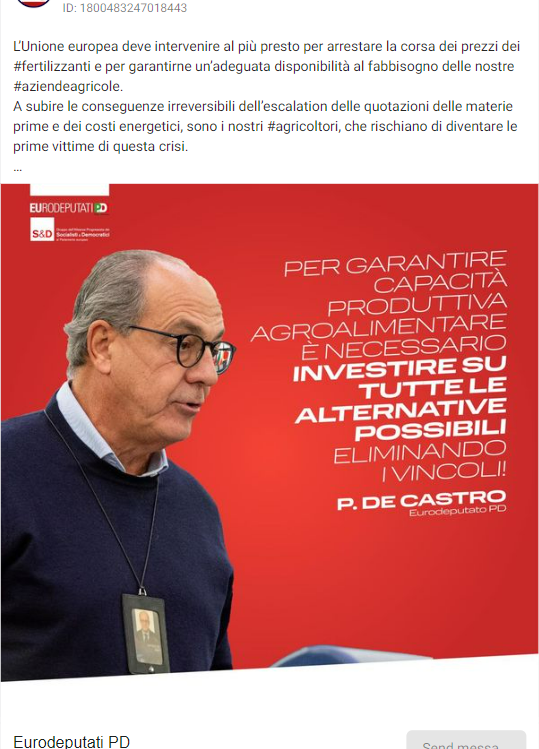 ID: 1800483247018443
L'Unione europea deve intervenire al più presto per arrestare la corsa dei prezzi dei
#fertilizzanti e per garantirne un'adeguata disponibilità al fabbisogno delle nostre
#aziendeagricole.
A subire le conseguenze irreversibili dell'escalation delle quotazioni delle materie
prime e dei costi energetici, sono i nostri #agricoltori, che rischiano di diventare le
prime vittime di questa crisi.
...
EURODEPUTATI PD
S&D
Socialisti e Democratici
PER GARANTIRE
CAPACITÀ
PRODUTTIVA
AGROALIMENTARE
È NECESSARIO
INVESTIRE SU
TUTTE LE
ALTERNATIVE
POSSIBILI
ELIMINANDO
I VINCOLI!
P. DE CASTRO
Eurodeputato PD
Eurodeputati PD
Send messa...